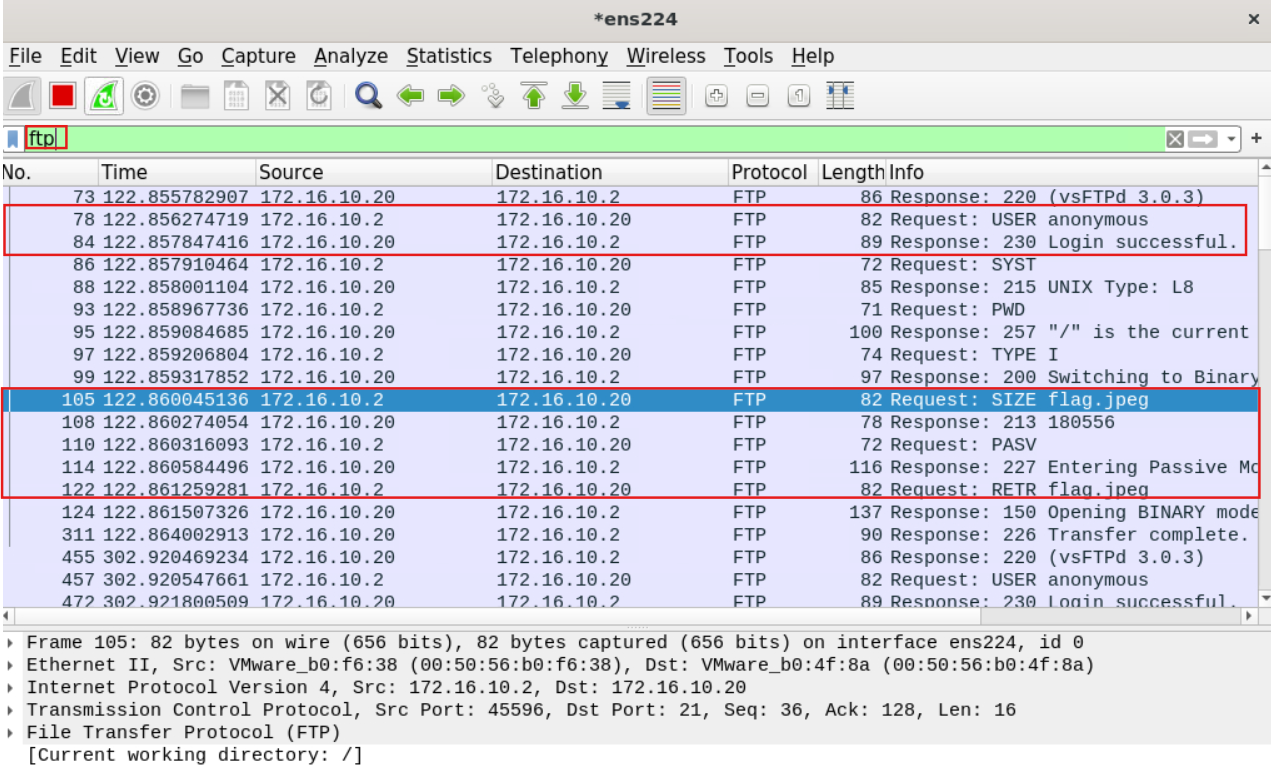 *ens224 ×
File Edit View Go Capture Analyze Statistics Telephony Wireless Tools Help
ftp
No. Time Source Destination Protocol Length Info
73 122.855782907 172.16.10.20 172.16.10.2 FTP 86 Response: 220 (vsFTPd 3.0.3)
78 122.856274719 172.16.10.2 172.16.10.20 FTP 82 Request: USER anonymous
84 122.857847416 172.16.10.20 172.16.10.2 FTP 89 Response: 230 Login successful.
86 122.857910464 172.16.10.2 172.16.10.20 FTP 72 Request: SYST
88 122.858001104 172.16.10.20 172.16.10.2 FTP 85 Response: 215 UNIX Type: L8
93 122.858967736 172.16.10.2 172.16.10.20 FTP 71 Request: PWD
95 122.859084685 172.16.10.20 172.16.10.2 FTP 100 Response: 257 "/" is the current
97 122.859206804 172.16.10.2 172.16.10.20 FTP 74 Request: TYPE I
99 122.859317852 172.16.10.20 172.16.10.2 FTP 97 Response: 200 Switching to Binary
105 122.860045136 172.16.10.2 172.16.10.20 FTP 82 Request: SIZE flag.jpeg
108 122.860274054 172.16.10.20 172.16.10.2 FTP 78 Response: 213 180556
110 122.860316093 172.16.10.2 172.16.10.20 FTP 72 Request: PASV
114 122.860584496 172.16.10.20 172.16.10.2 FTP 116 Response: 227 Entering Passive Mo
122 122.861259281 172.16.10.2 172.16.10.20 FTP 82 Request: RETR flag.jpeg
124 122.861507326 172.16.10.20 172.16.10.2 FTP 137 Response: 150 Opening BINARY mode
311 122.864002913 172.16.10.20 172.16.10.2 FTP 90 Response: 226 Transfer complete.
455 302.920469234 172.16.10.20 172.16.10.2 FTP 86 Response: 220 (vsFTPd 3.0.3)
457 302.920547661 172.16.10.2 172.16.10.20 FTP 82 Request: USER anonymous
472 302.921800509 172.16.10.20 172.16.10.2 FTP 89 Response: 230 Login successful.
Frame 105: 82 bytes on wire (656 bits), 82 bytes captured (656 bits) on interface ens224, id 0
Ethernet II, Src: VMware_b0:f6:38 (00:50:56:b0:f6:38), Dst: VMware_b0:4f:8a (00:50:56:b0:4f:8a)
Internet Protocol Version 4, Src: 172.16.10.2, Dst: 172.16.10.20
Transmission Control Protocol, Src Port: 45596, Dst Port: 21, Seq: 36, Ack: 128, Len: 16
File Transfer Protocol (FTP)
[Current working directory: /]